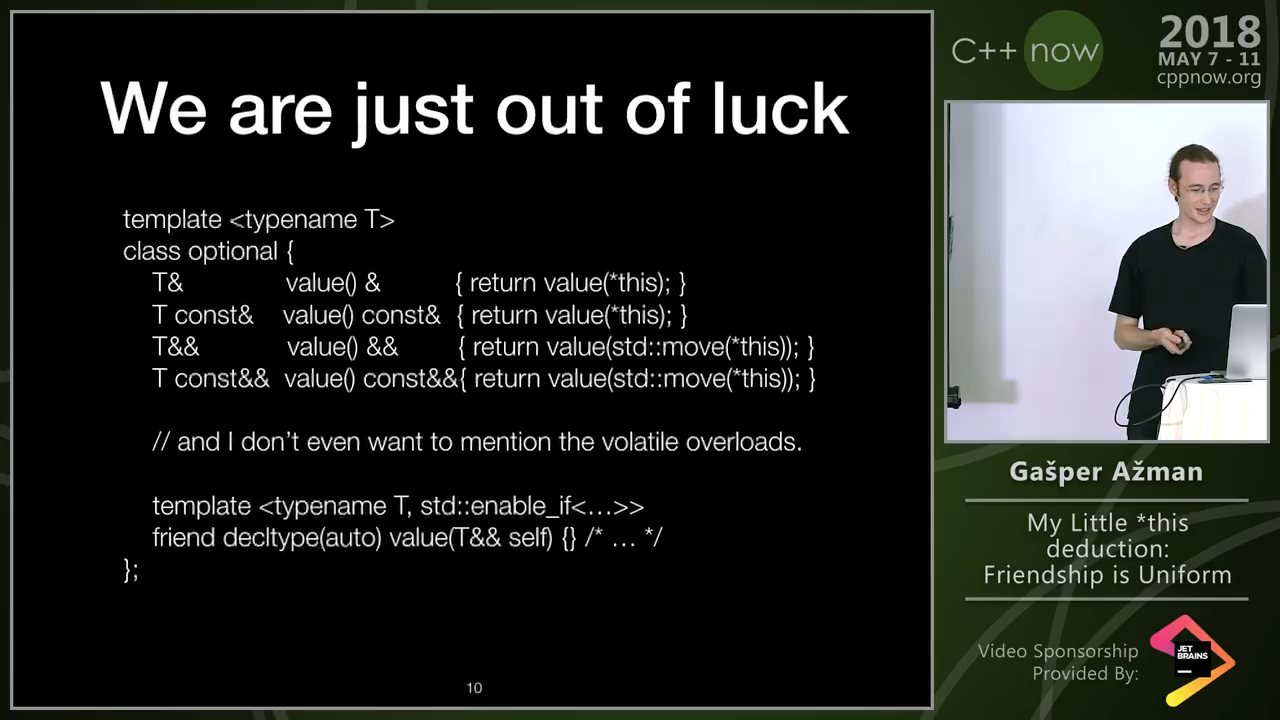 We are just out of luck
template <typename T>
class optional {
T& value() & { return value(*this); }
T const& value() const& { return value(*this); }
T&& value() && { return value(std::move(*this)); }
T const&& value() const&&{ return value(std::move(*this)); }
// and I don’t even want to mention the volatile overloads.
template <typename T, std::enable_if<…>>
friend decltype(auto) value(T&& self) {} /* … */
};
10
C++ now
2018
MAY 7 - 11
cppnow.org
Gašper Ažman
My Little *this
deduction:
Friendship is Uniform
Video Sponsorship
Provided By:
JET
BRAINS